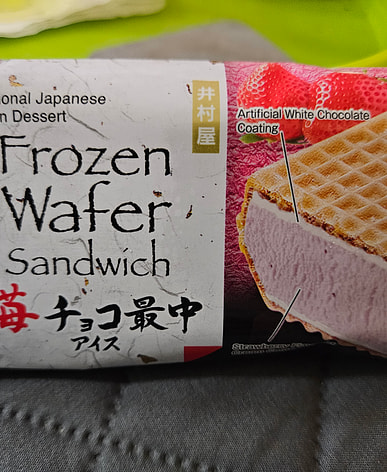 onal Japanese
n Dessert
Frozen
Wafer
Sandwich
苺チョコ最中
アイス
井村屋
Artificial White Chocolate
Coating
Strawberry